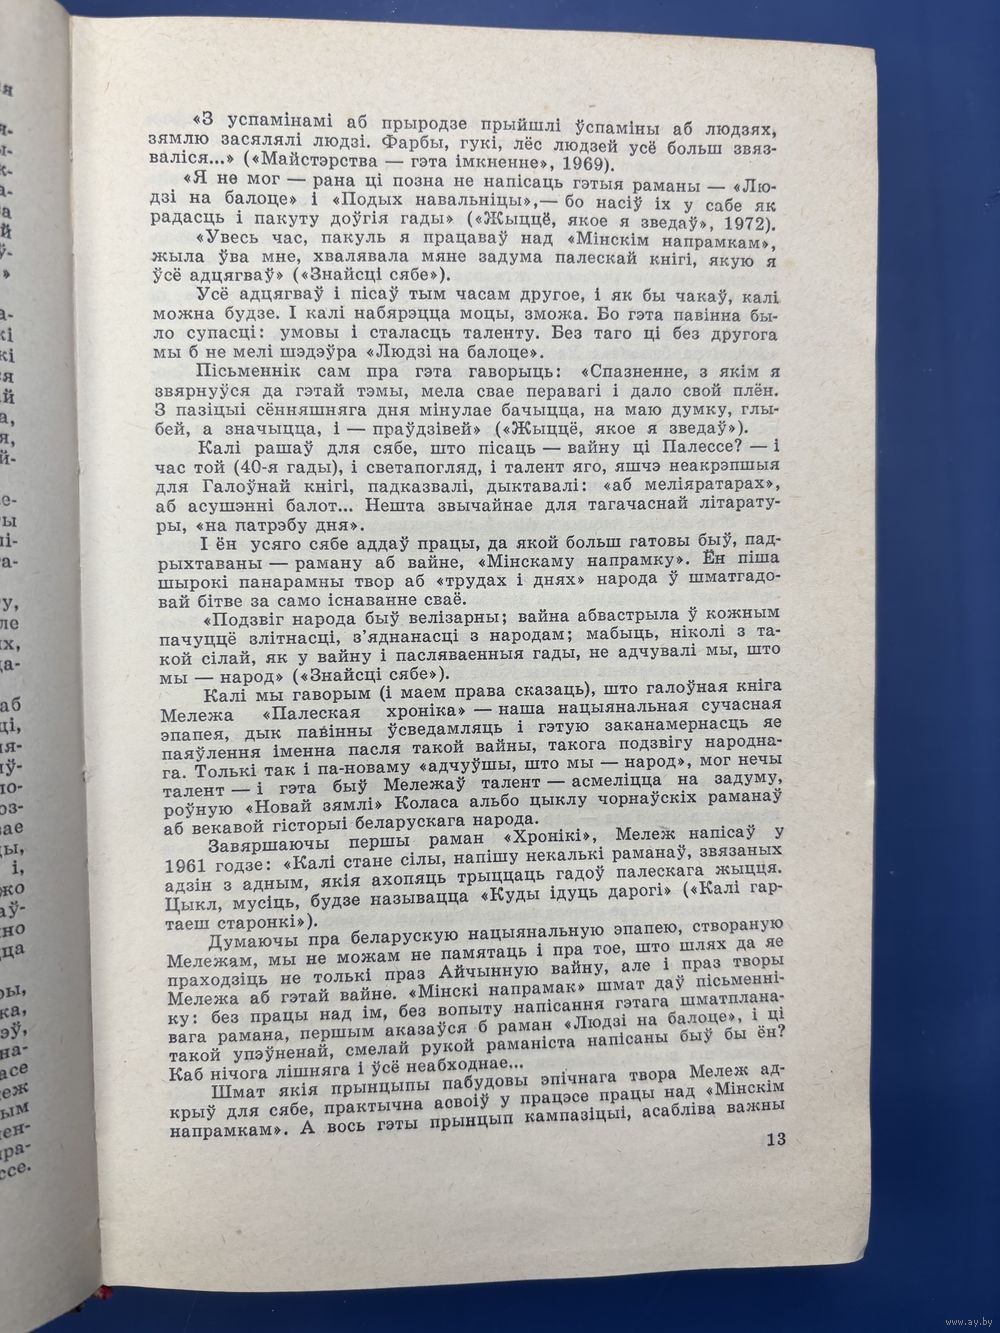 «З успамінамі аб прыродзе прыйшлі ўспаміны аб людзях,
зямлю засялялі людзі. Фарбы, гукі, лёс людзей усё больш звяз-
валіся...» («Майстэрства — гэта імкненне», 1969).
«Я не мог — рана ці позна не напісаць гэтыя раманы — «Лю-
дзі на балоце» і «Подых навальніцы»,— бо насіў іх у сабе як
радасць і пакуту доўгія гады» («Жыццё, якое я зведаў», 1972).
«Увесь час, пакуль я працаваў над «Мінскім напрамкам»,
жыла ўва мне, хвалявала мяне задума палескай кнігі, якую я
ўсё адцягваў» («Знайсці сябе»).
Усё адцягваў і пісаў тым часам другое, і як бы чакаў, калі
можна будзе. І калі набярэцца моцы, зможа. Бо гэта павінна бы-
ло супасці: умовы і сталасць таленту. Без таго ці без другога
мы б не мелі шэдэўра «Людзі на балоце».
Пісьменнік сам пра гэта гаворыць: «Спазненне, з якім я
звярнуўся да гэтай тэмы, мела свае перавагі і дало свой плён.
З пазіцыі сённяшняга дня мінулае бачыцца, на маю думку, глы-
бей, а значыцца, і — праўдзівей» («Жыццё, якое я зведаў»).
Калі рашаў для сябе, што пісаць — вайну ці Палессе? — і
час той (40-я гады), і светапогляд, і талент яго, яшчэ неакрэпшыя
для Галоўнай кнігі, падказвалі, дыктавалі: «аб меліяратарах»,
аб асушэнні балот... Нешта звычайнае для тагачаснай літарату-
ры, «на патрэбу дня».
І ён усяго сябе аддаў працы, да якой больш гатовы быў, пад-
рыхтаваны — раману аб вайне, «Мінскаму напрамку». Ён піша
шырокі панарамны твор аб «трудах і днях» народа ў шматгадо-
вай бітве за само існаванне сваё.
«Подзвіг народа быў велізарны; вайна абвастрыла ў кожным
пачуццё злітнасці, з’яднанасці з народам; мабыць, ніколі з та-
кой сілай, як у вайну і пасляваенныя гады, не адчувалі мы, што
мы — народ» («Знайсці сябе»).
Калі мы гаворым (і маем права сказаць), што галоўная кніга
Мележа «Палеская хроніка» — наша нацыянальная сучасная
эпапея, дык павінны ўсведамляць і гэтую заканамернасць яе
паяўлення іменна пасля такой вайны, такога подзвігу народна-
га. Толькі так і па-новаму «адчуўшы, што мы — народ», мог нечы
талент — і гэта быў Мележаў талент — асмеліцца на задуму,
роўную «Новай зямлі» Коласа альбо цыклу чорнаўскіх раманаў
аб векавой гісторыі беларускага народа.
Завяршаючы першы раман «Хронікі», Мележ напісаў у
1961 годзе: «Калі стане сілы, напішу некалькі раманаў, звязаных
адзін з адным, якія ахопяць трыццаць гадоў палескага жыцця.
Цыкл, мусіць, будзе называцца «Куды ідуць дарогі» («Калі гар-
таеш старонкі»).
Думаючы пра беларускую нацыянальную эпапею, створаную
Мележам, мы не можам не памятаць і пра тое, што шлях да яе
праходзіць не толькі праз Айчынную вайну, але і праз творы
Мележа аб гэтай вайне. «Мінскі напрамак» шмат даў пісьменні-
ку: без працы над ім, без вопыту напісання гэтага шматплана-
вага рамана, першым аказаўся б раман «Людзі на балоце», і ці
такой упэўненай, смелай рукой раманіста напісаны быў бы ён?
Каб нічога лішняга і ўсё неабходнае...
Шмат якія прынцыпы пабудовы эпічнага твора Мележ ад-
крыў для сябе, практычна асвоіў у працэсе працы над «Мінскім
напрамкам». А вось гэты прынцып кампазіцыі, асабліва важны
13
www.ay.by